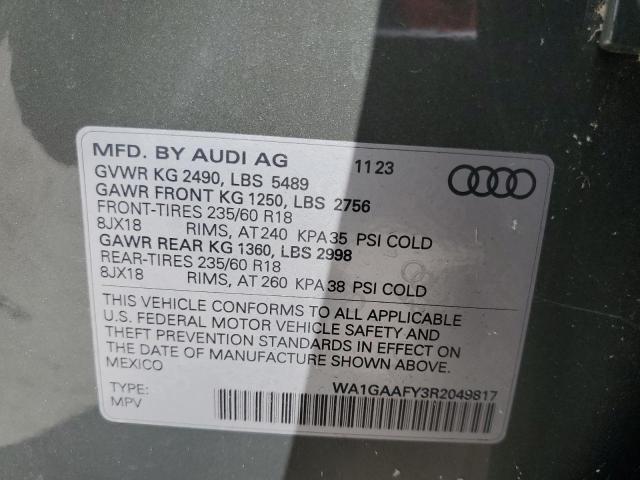 MFD. BY AUDI AG 1123
GVWR KG 2490, LBS 5489
GAWR FRONT KG 1250, LBS 2756
FRONT-TIRES 235/60 R18
8JX18 RIMS, AT 240 KPA 35 PSI COLD
GAWR REAR KG 1360, LBS 2998
REAR-TIRES 235/60 R18
8JX18 RIMS, AT 260 KPA 38 PSI COLD
THIS VEHICLE CONFORMS TO ALL APPLICABLE
U.S. FEDERAL MOTOR VEHICLE SAFETY AND
THEFT PREVENTION STANDARDS IN EFFECT ON
THE DATE OF MANUFACTURE SHOWN ABOVE.
MEXICO
WA1GAAFY3R2049817
TYPE:
MPV